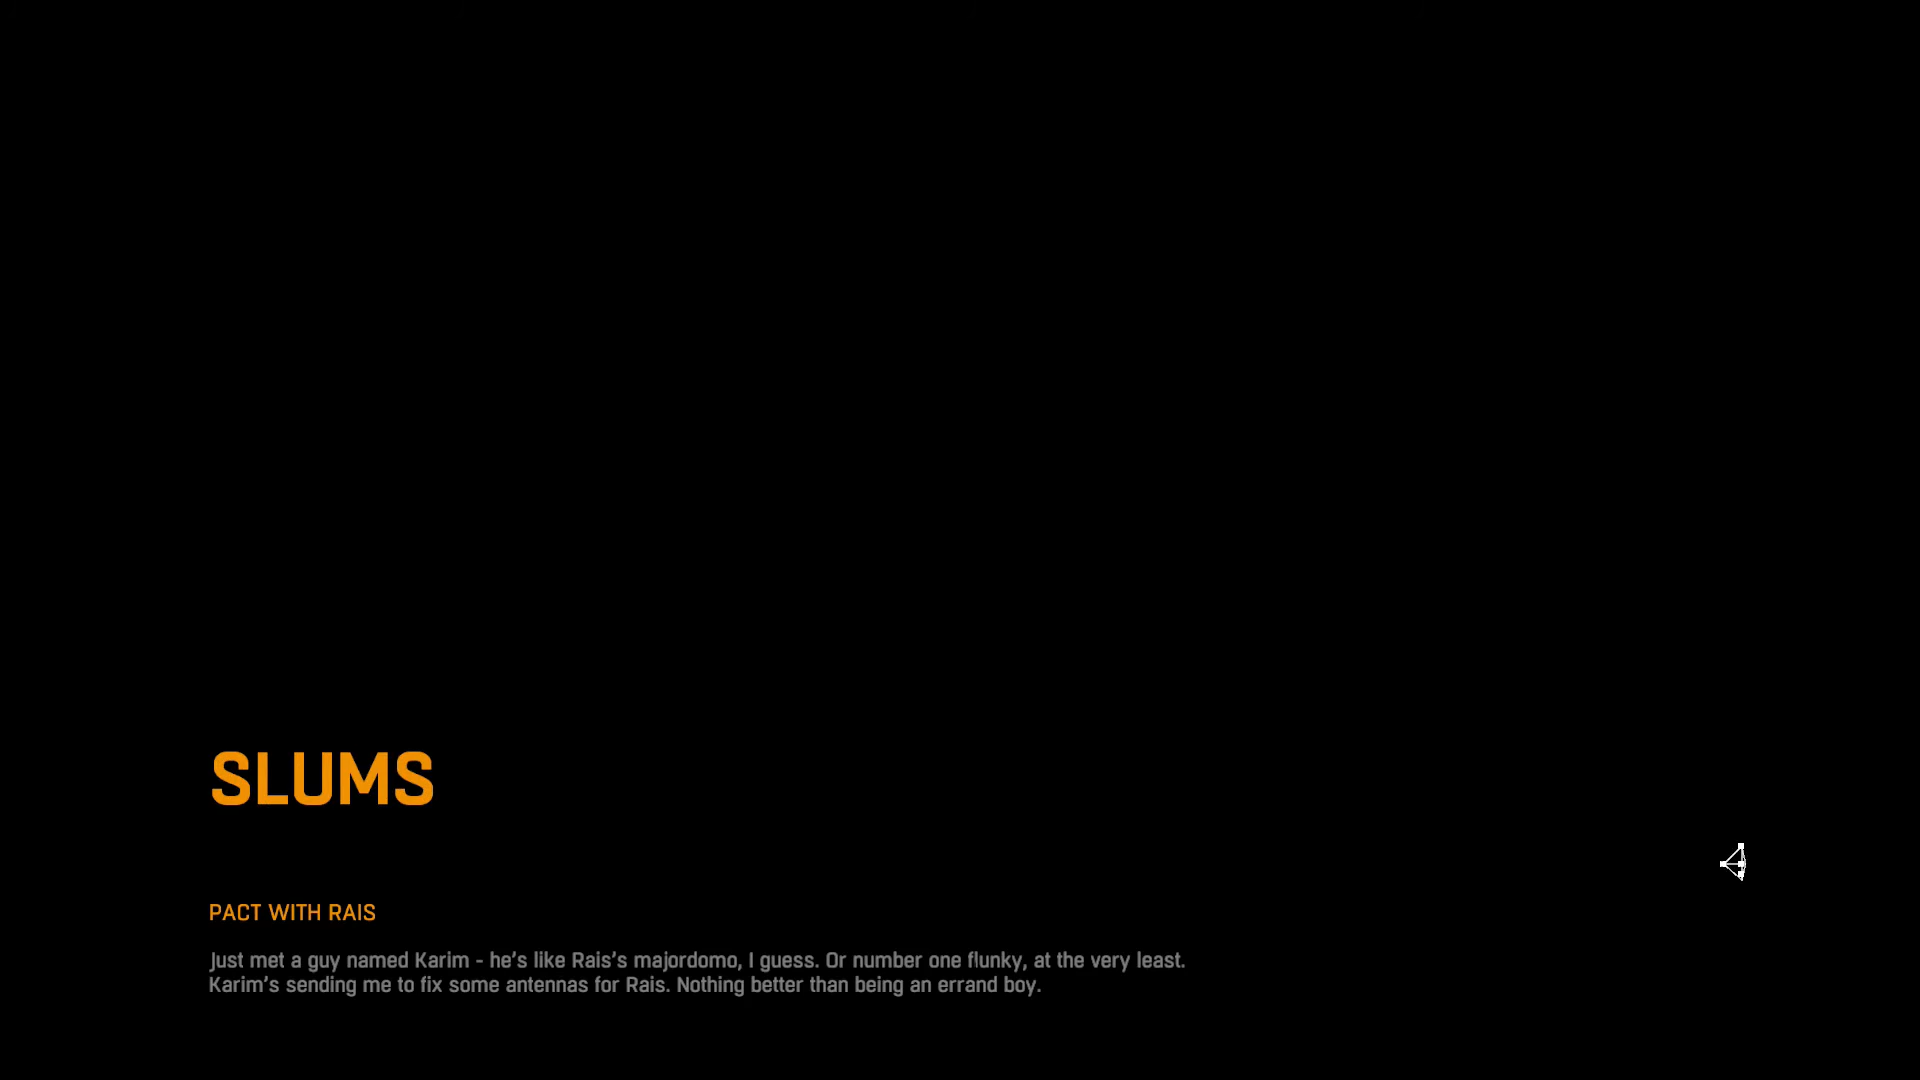 SLUMS
PACT WITH RAIS
Just met a guy named Karim - he's like Rais's majordomo, I guess. Or number one flunky, at the very least.
Karim's sending me to fix some antennas for Rais. Nothing better than being an errand boy.